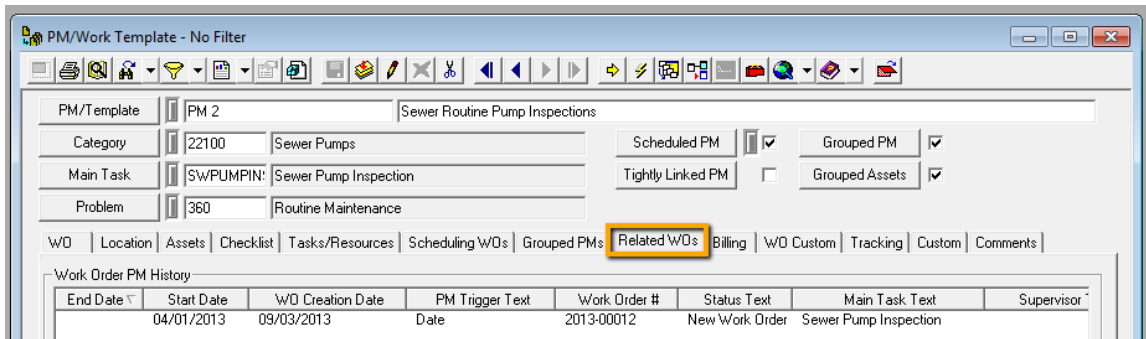 PM/Work Template - No Filter
PM/Template PM 2 Sewer Routine Pump Inspections
Category 22100 Sewer Pumps Scheduled PM Grouped PM
Main Task SWPUMPIN Sewer Pump Inspection Tightly Linked PM Grouped Assets
Problem 360 Routine Maintenance
WO Location Assets Checklist Tasks/Resources Scheduling WOs Grouped PMs Related WOs Billing WO Custom Tracking Custom Comments
Work Order PM History
End Date Start Date WO Creation Date PM Trigger Text Work Order # Status Text Main Task Text Supervisor
04/01/2013 09/03/2013 Date 2013-00012 New Work Order Sewer Pump Inspection